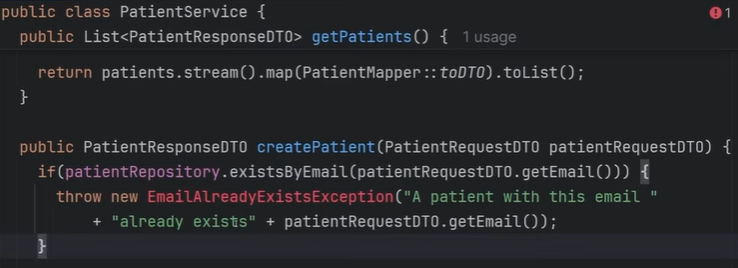 public class PatientService {
1
public List<PatientResponseDTO> getPatients() { 1 usage
return patients.stream().map(PatientMapper::toDTO).toList();
}
public PatientResponseDTO createPatient(PatientRequestDTO patientRequestDTO) {
if(patientRepository.existsByEmail(patientRequestDTO.getEmail())) {
throw new EmailAlreadyExistsException("A patient with this email "
+ "already exists" + patientRequestDTO.getEmail());
}